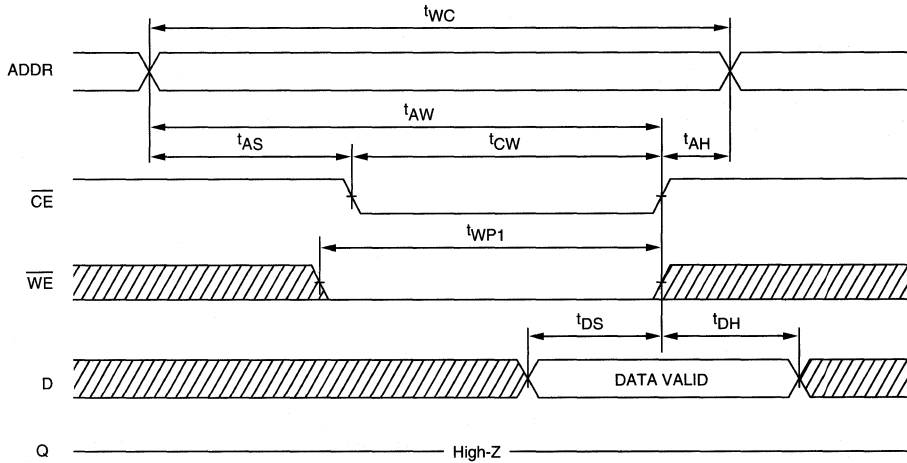 tWC
ADDR
tAW
tAS tCW tAH
CE
tWP1
WE
tDS tDH
D DATA VALID
Q High-Z